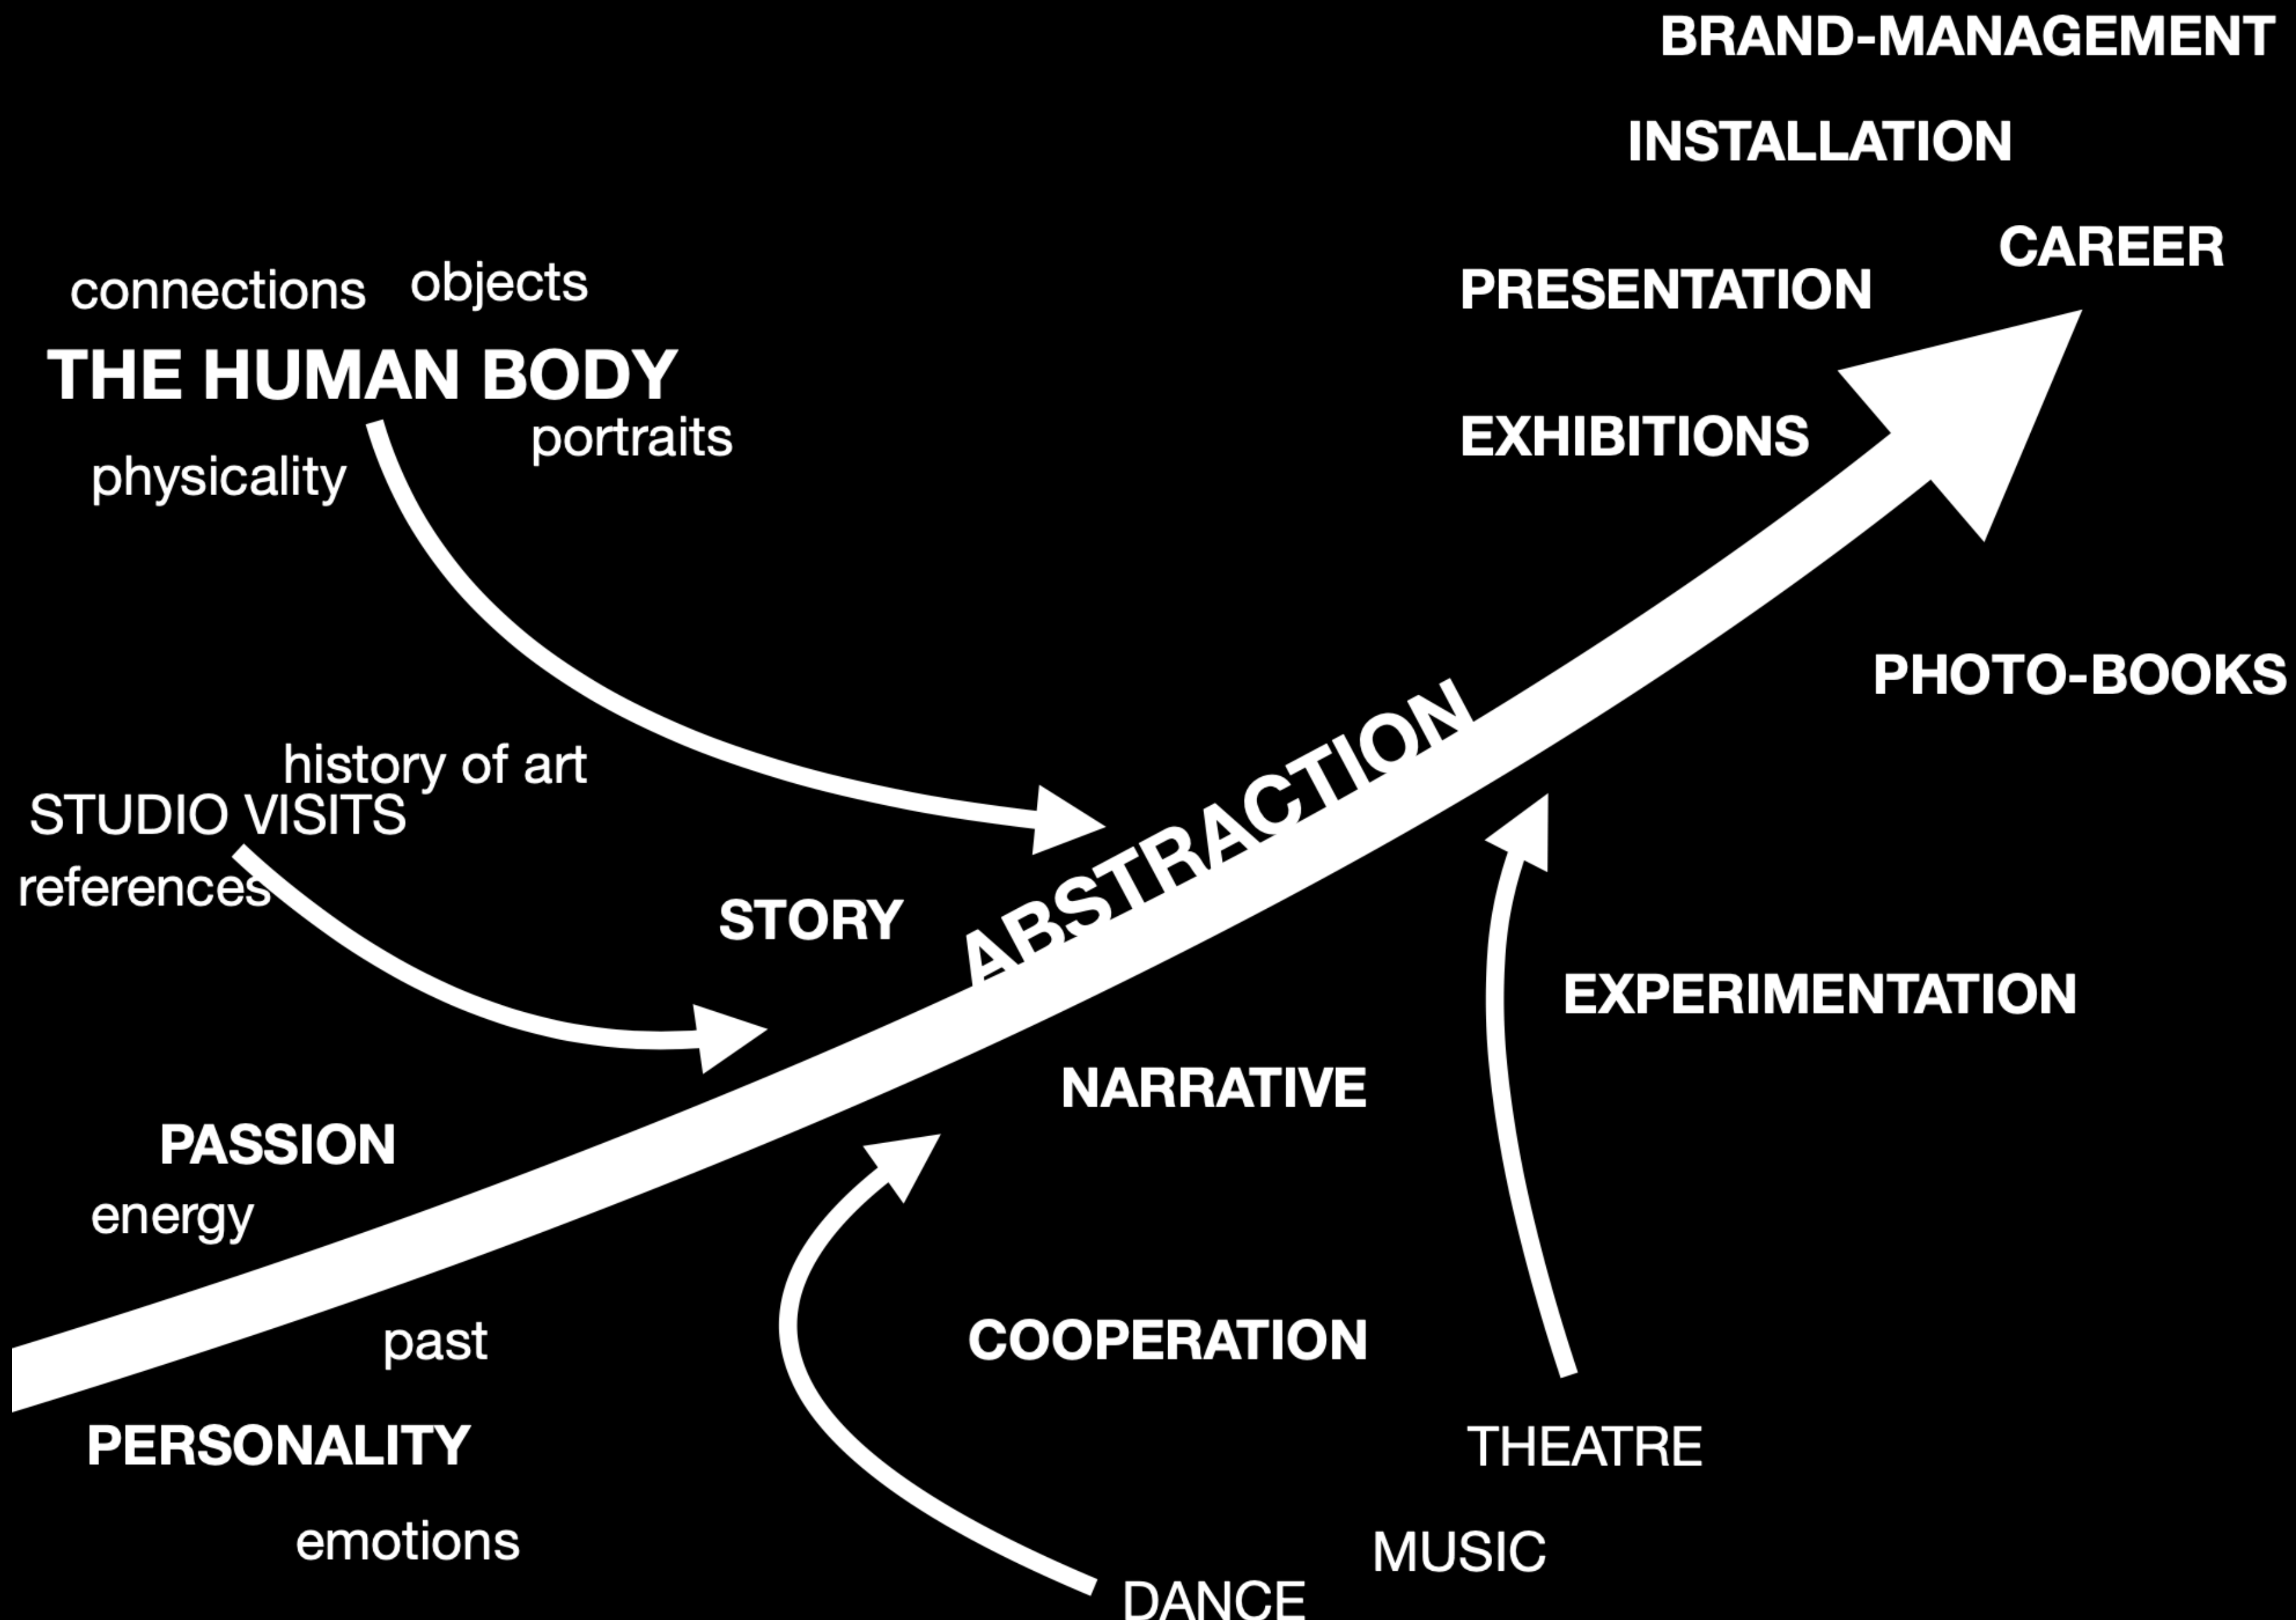 BRAND-MANAGEMENT
INSTALLATION
CAREER
connections
objects
PRESENTATION
THE HUMAN BODY
portraits
EXHIBITIONS
physicality
PHOTO-BOOKS
history of art
STUDIO VISITS
references
ABSTRACTION
STORY
EXPERIMENTATION
NARRATIVE
PASSION
energy
past
COOPERATION
PERSONALITY
THEATRE
emotions
MUSIC
DANCE